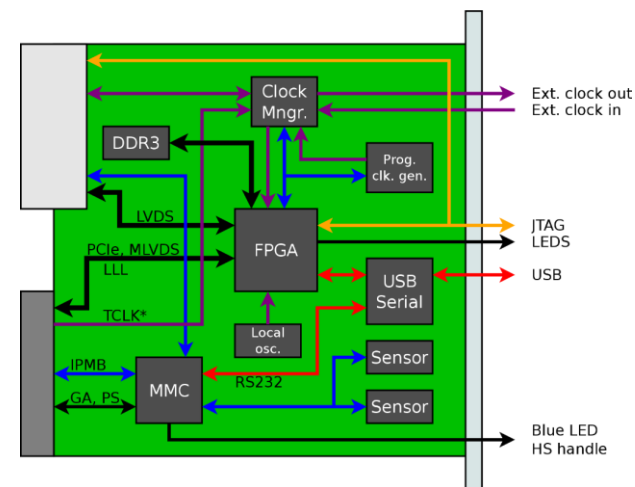 Clock
Mngr.
Ext. clock out
Ext. clock in
DDR3
Prog.
clk. gen.
LVDS
FPGA
JTAG
LEDS
PCIe, MLVDS
LLL
USB
Serial
USB
TCLK*
Local
osc.
IPMB
MMC
RS232
Sensor
GA, PS
Sensor
Blue LED
HS handle